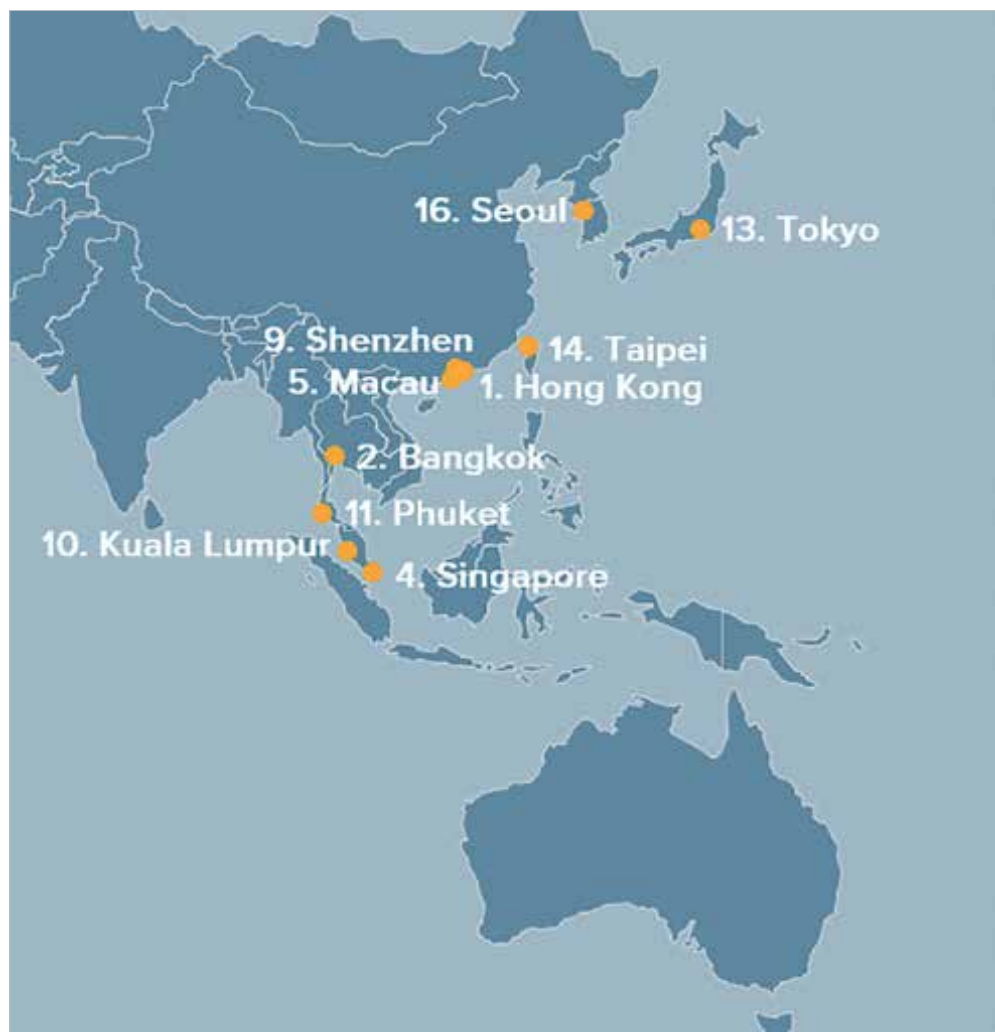 16. Seoul
13. Tokyo
9. Shenzhen
14. Taipei
5. Macau
1. Hong Kong
2. Bangkok
11. Phuket
10. Kuala Lumpur
4. Singapore